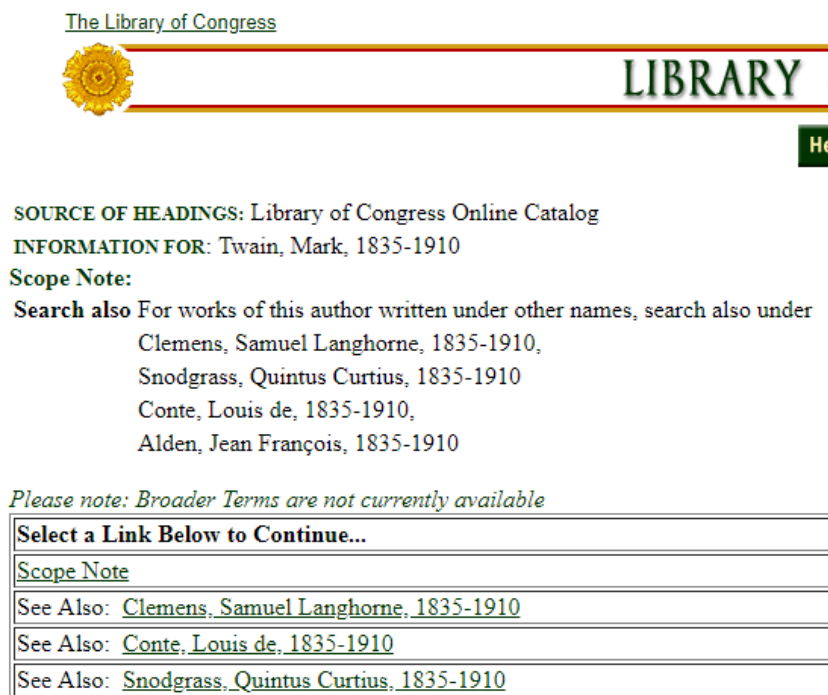 The Library of Congress
LIBRARY
SOURCE OF HEADINGS: Library of Congress Online Catalog
INFORMATION FOR: Twain, Mark, 1835-1910
Scope Note:
Search also For works of this author written under other names, search also under
Clemens, Samuel Langhorne, 1835-1910,
Snodgrass, Quintus Curtius, 1835-1910
Conte, Louis de, 1835-1910,
Alden, Jean François, 1835-1910
Please note: Broader Terms are not currently available
Select a Link Below to Continue...
Scope Note
See Also: Clemens, Samuel Langhorne, 1835-1910
See Also: Conte, Louis de, 1835-1910
See Also: Snodgrass, Quintus Curtius, 1835-1910